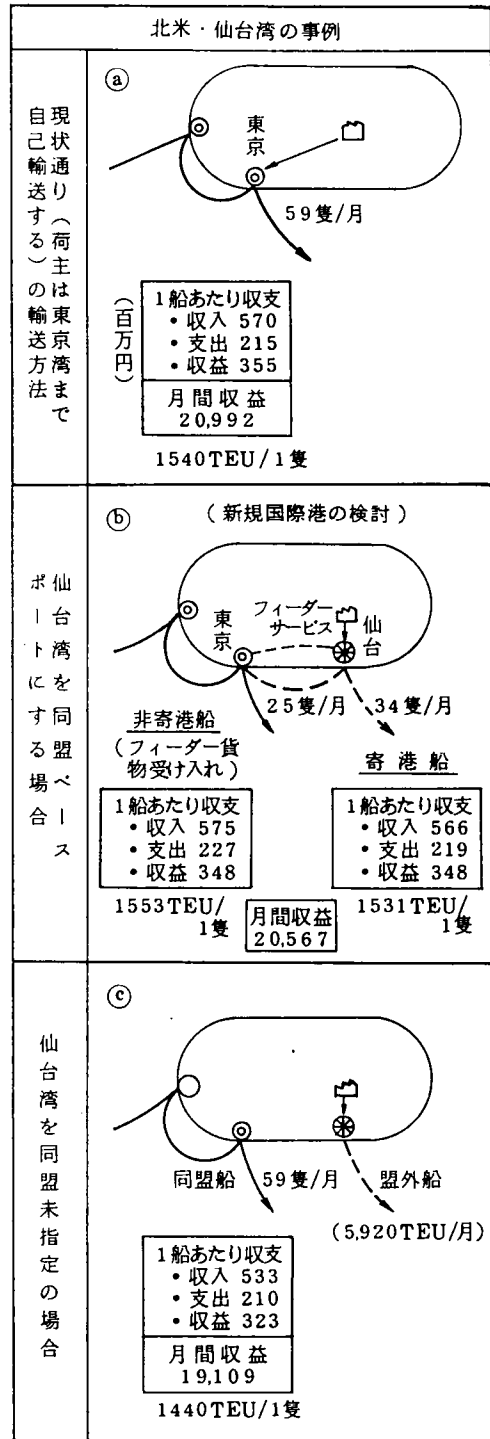 北米・仙台湾の事例
現状通り(荷主は東京湾まで
自己輸送する)の輸送方法
ⓐ
東京
59隻/月
(百万円)
1船あたり収支
・収入 570
・支出 215
・収益 355
月間収益
20,992
1540TEU/1隻
仙台湾を同盟ベース
ポートにする場合
ⓑ
(新規国際港の検討)
東京
フィーダー
サービス
仙台
25隻/月
34隻/月
非寄港船
(フィーダー貨
物受け入れ)
1船あたり収支
・収入 575
・支出 227
・収益 348
1553TEU/
1隻
寄港船
1船あたり収支
・収入 566
・支出 219
・収益 348
1531TEU/
1隻
月間収益
20,567
仙台湾を同盟未指定の場合
ⓒ
同盟船
59隻/月
盟外船
(5,920TEU/月)
1船あたり収支
・収入 533
・支出 210
・収益 323
月間収益
19,109
1440TEU/1隻